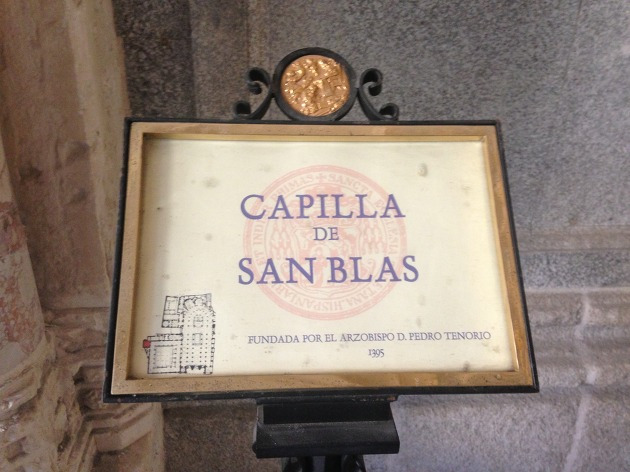 CAPILLA
DE
SAN BLAS
FUNDADA POR EL ARZOBISPO D. PEDRO TENORIO
1395